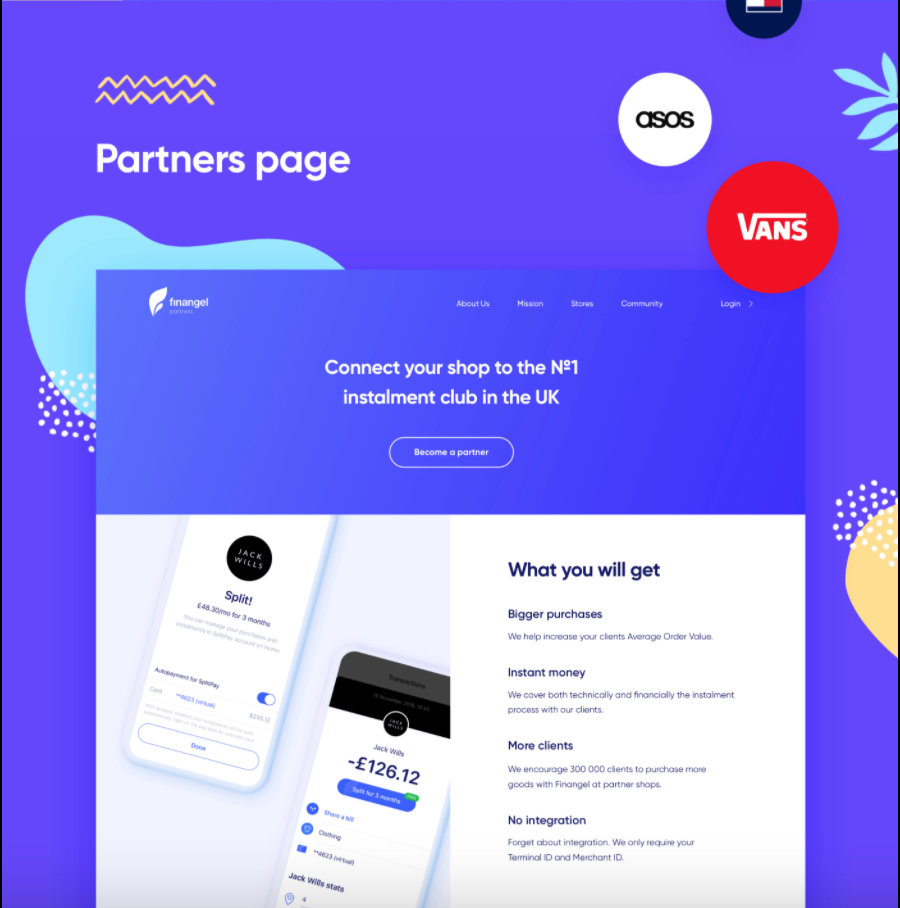 asos
Partners page
VANS
finangel
partners
About Us Mission Stores Community Login
Connect your shop to the Nº1
instalment club in the UK
Become a partner
JACK
WILLS
Split!
£48.30/mo for 3 months
You can manage your purchases and
instalments in SplitPay account on Home
Autopayment for SplitPay
Card **4623 (virtual) $235.12
Done
Transactions
JACK
WILLS
Jack Wills
-£126.12
Split for 3 months
Share a bill
Clothing
**4623 (virtual)
Jack Wills stats
4
What you will get
Bigger purchases
We help increase your clients Average Order Value.
Instant money
We cover both technically and financially the instalment
process with our clients.
More clients
We encourage 300 000 clients to purchase more
goods with Finangel at partner shops.
No integration
Forget about integration. We only require your
Terminal ID and Merchant ID.